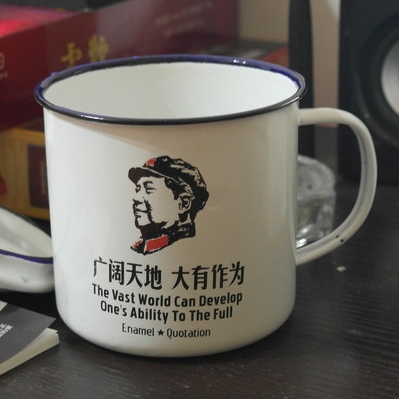 广阔天地 大有作为
The Vast World Can Develop
One's Ability To The Full
Enamel ★ Quotation